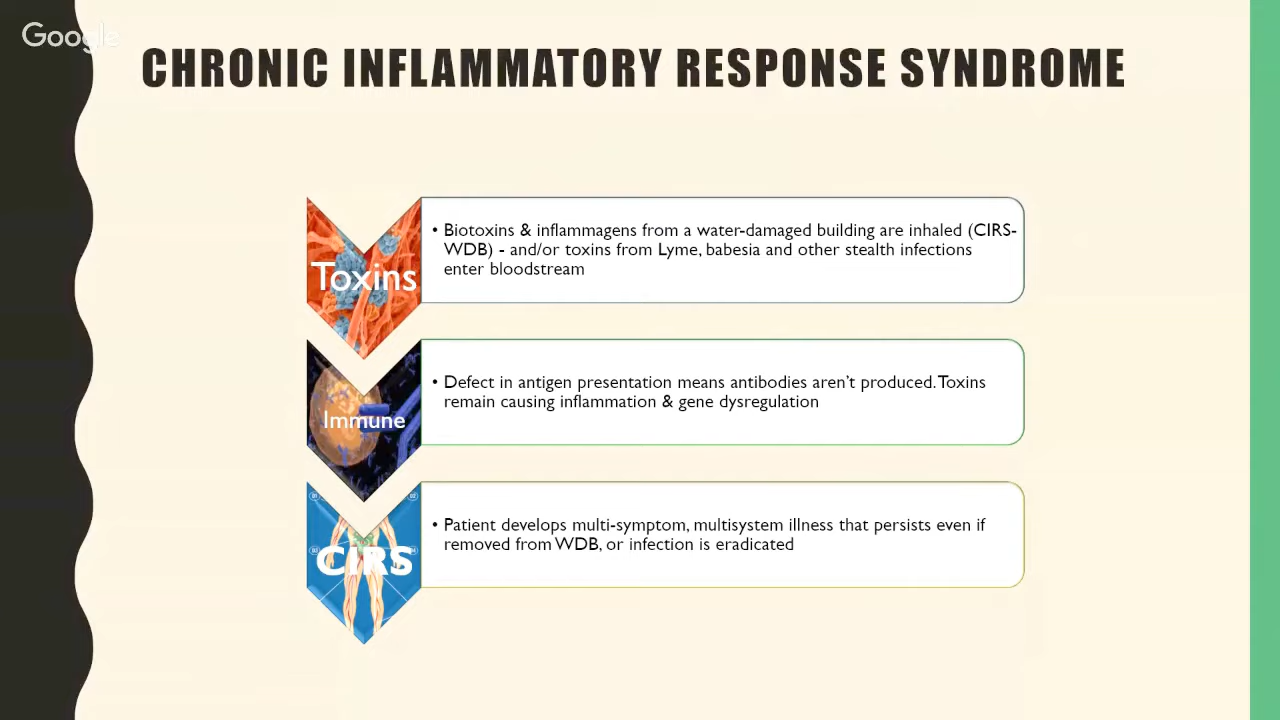 Google
CHRONIC INFLAMMATORY RESPONSE SYNDROME
Toxins
• Biotoxins & inflammagens from a water-damaged building are inhaled (CIRS-
WDB) - and/or toxins from Lyme, babesia and other stealth infections
enter bloodstream
Immune
• Defect in antigen presentation means antibodies aren't produced. Toxins
remain causing inflammation & gene dysregulation
CIRS
• Patient develops multi-symptom, multisystem illness that persists even if
removed from WDB, or infection is eradicated